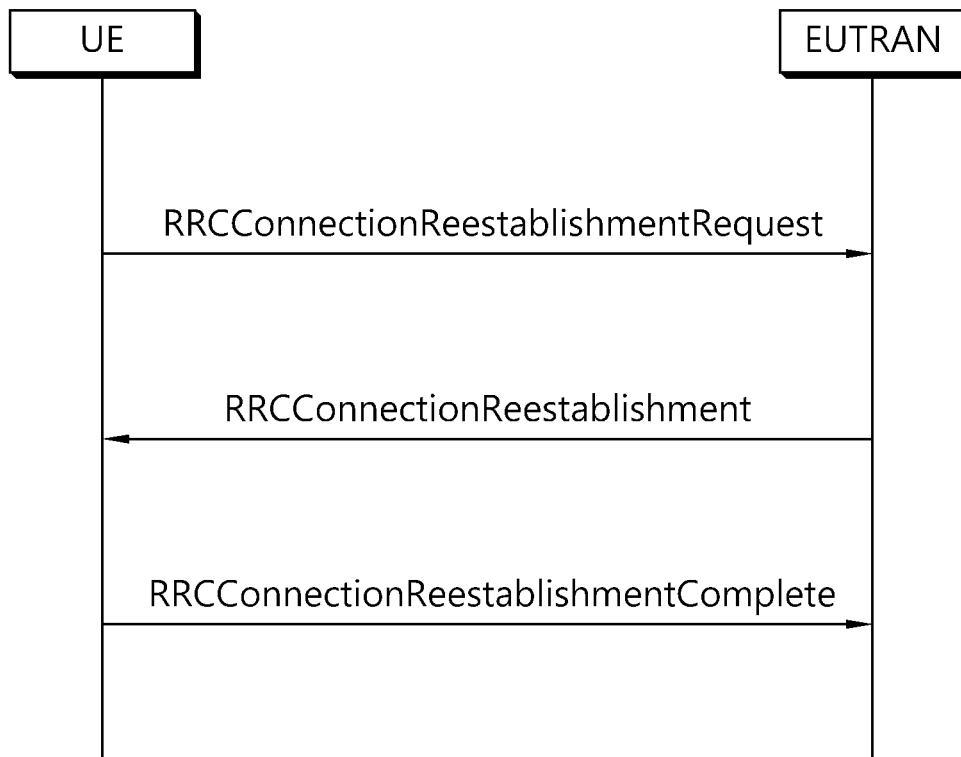 UE
EUTRAN
RRCConnectionReestablishmentRequest
RRCConnectionReestablishment
RRCConnectionReestablishmentComplete